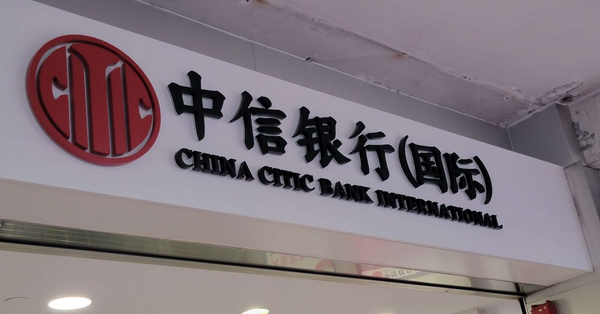 中信银行(国际)
CHINA CITIC BANK INTERNATIONAL